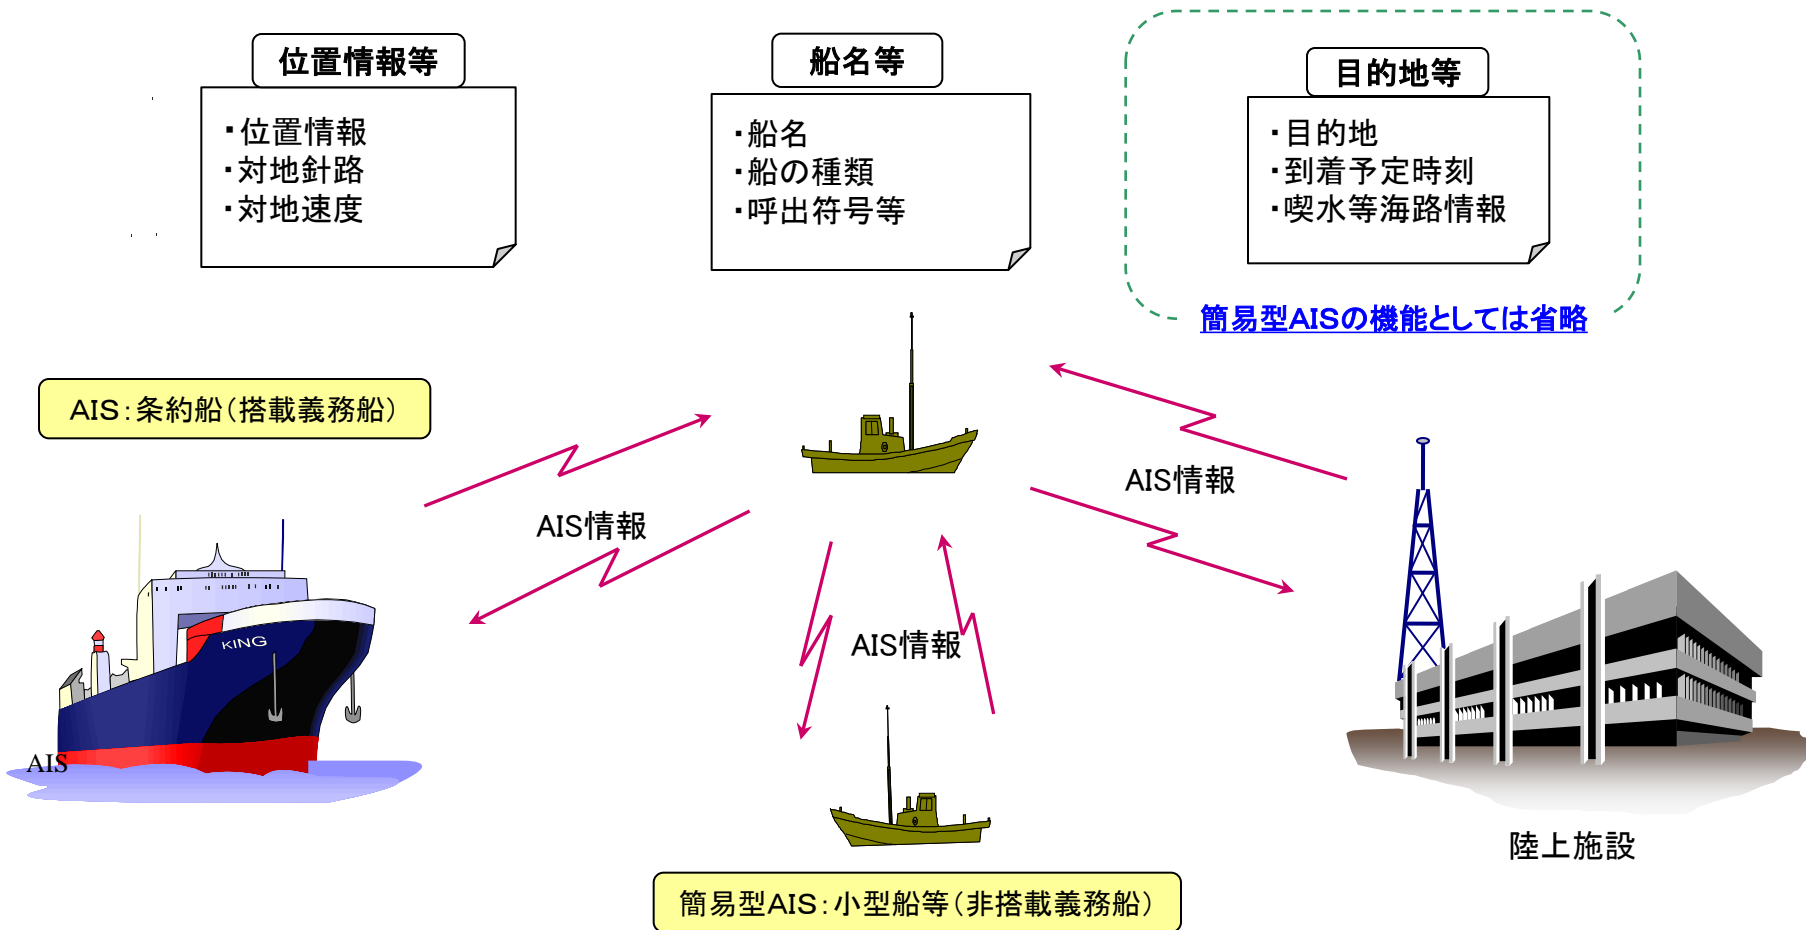 位置情報等
・位置情報
・対地針路
・対地速度
船名等
・船名
・船の種類
・呼出符号等
目的地等
・目的地
・到着予定時刻
・喫水等海路情報
簡易型AISの機能としては省略
AIS：条約船（搭載義務船）
AIS情報
AIS情報
AIS情報
KING
AIS
陸上施設
簡易型AIS：小型船等（非搭載義務船）